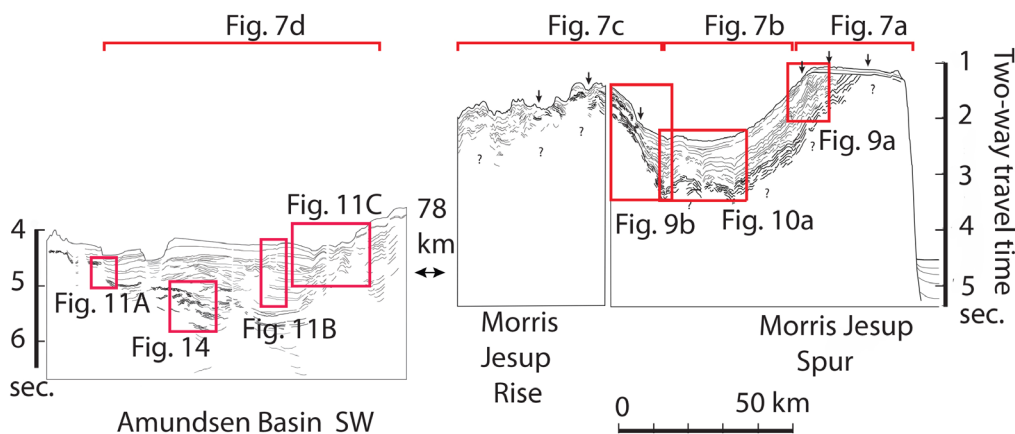 Fig. 7d
Fig. 7c
Fig. 7b
Fig. 7a
1
2
3
4
5
sec.
Two-way travel time
?
?
?
?
?
?
?
Fig. 9a
Fig. 9b
Fig. 10a
Fig. 11C
78
km
4
5
6
sec.
Fig. 11A
Fig. 14
Fig. 11B
Morris
Jesup
Rise
Morris Jesup
Spur
Amundsen Basin SW
0
50 km